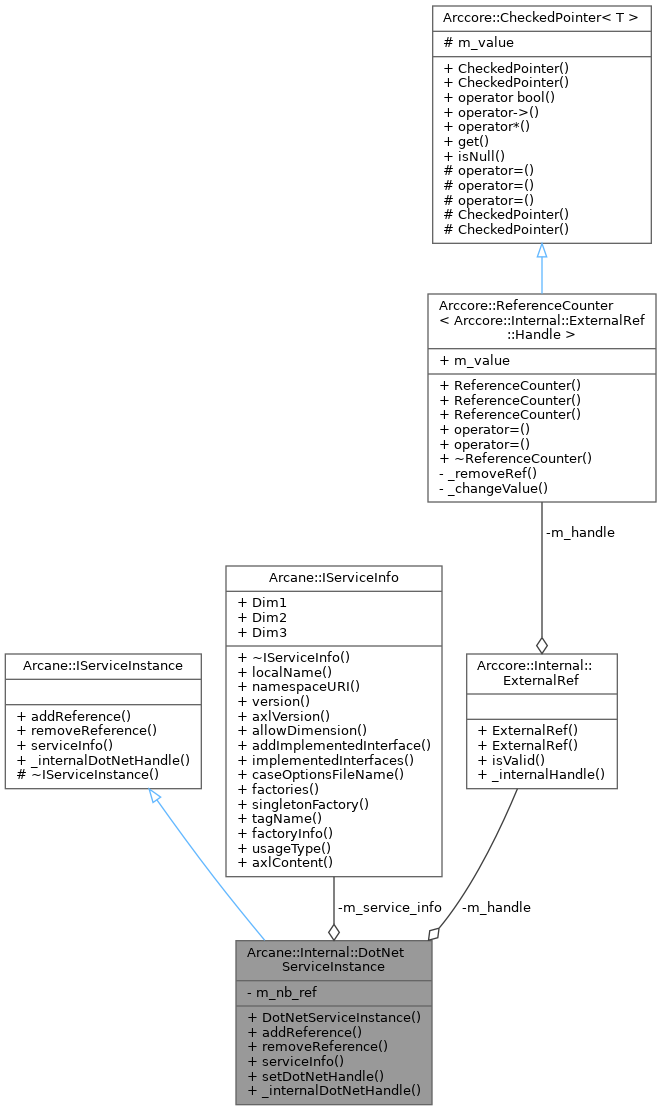 Arccore::CheckedPointer< T >
# m_value
+ CheckedPointer()
+ CheckedPointer()
+ operator bool()
+ operator->()
+ operator*()
+ get()
+ isNull()
# operator=()
# operator=()
# operator=()
# CheckedPointer()
# CheckedPointer()
Arccore::ReferenceCounter
< Arccore::Internal::ExternalRef
::Handle >
+ m_value
+ ReferenceCounter()
+ ReferenceCounter()
+ ReferenceCounter()
+ operator=()
+ operator=()
+ ~ReferenceCounter()
- _removeRef()
- _changeValue()
-m_handle
Arcane::IServiceInfo
+ Dim1
+ Dim2
+ Dim3
+ ~IServiceInfo()
+ localName()
+ namespaceURI()
+ version()
+ axlVersion()
+ allowDimension()
+ addImplementedInterface()
+ implementedInterfaces()
+ caseOptionsFileName()
+ factories()
+ singletonFactory()
+ tagName()
+ factoryInfo()
+ usageType()
+ axlContent()
Arcane::IServiceInstance
+ addReference()
+ removeReference()
+ serviceInfo()
+ _internalDotNetHandle()
# ~IServiceInstance()
Arccore::Internal::
ExternalRef
+ ExternalRef()
+ ExternalRef()
+ isValid()
+ _internalHandle()
-m_service_info
-m_handle
Arcane::Internal::DotNet
ServiceInstance
- m_nb_ref
+ DotNetServiceInstance()
+ addReference()
+ removeReference()
+ serviceInfo()
+ setDotNetHandle()
+ _internalDotNetHandle()